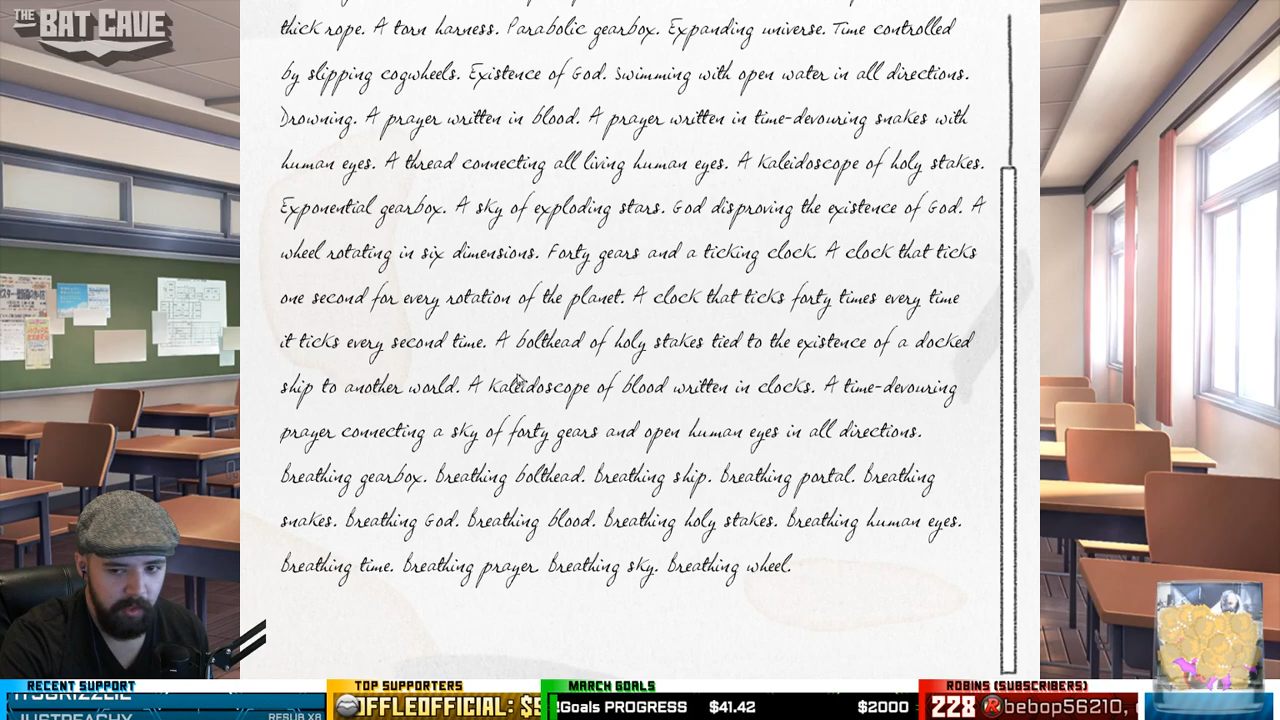 THE
BAT CAVE
thick rope. A torn harness. Parabolic gearbox. Expanding universe. Time controlled
by slipping cogwheels. Existence of God. Swimming with open water in all directions.
Drowning. A prayer written in blood. A prayer written in time-devouring snakes with
human eyes. A thread connecting all living human eyes. A kaleidoscope of holy stakes.
Exponential gearbox. A sky of exploding stars. God disproving the existence of God. A
wheel rotating in six dimensions. Forty gears and a ticking clock. A clock that ticks
one second for every rotation of the planet. A clock that ticks forty times every time
it ticks every second time. A bolthead of holy stakes tied to the existence of a docked
ship to another world. A kaleidoscope of blood written in clocks. A time-devouring
prayer connecting a sky of forty gears and open human eyes in all directions.
Breathing gearbox. Breathing bolthead. Breathing ship. Breathing portal. Breathing
snakes. Breathing God. Breathing blood. Breathing holy stakes. Breathing human eyes.
Breathing time. Breathing prayer. Breathing sky. Breathing wheel.
RECENT SUPPORT
JUSTPEACHY RESUB X8
TOP SUPPORTERS
OFFLEOFFICIAL: $5
MARCH GOALS
!Goals PROGRESS $41.42 $2000
ROBINS (SUBSCRIBERS)
228 bebop56210,